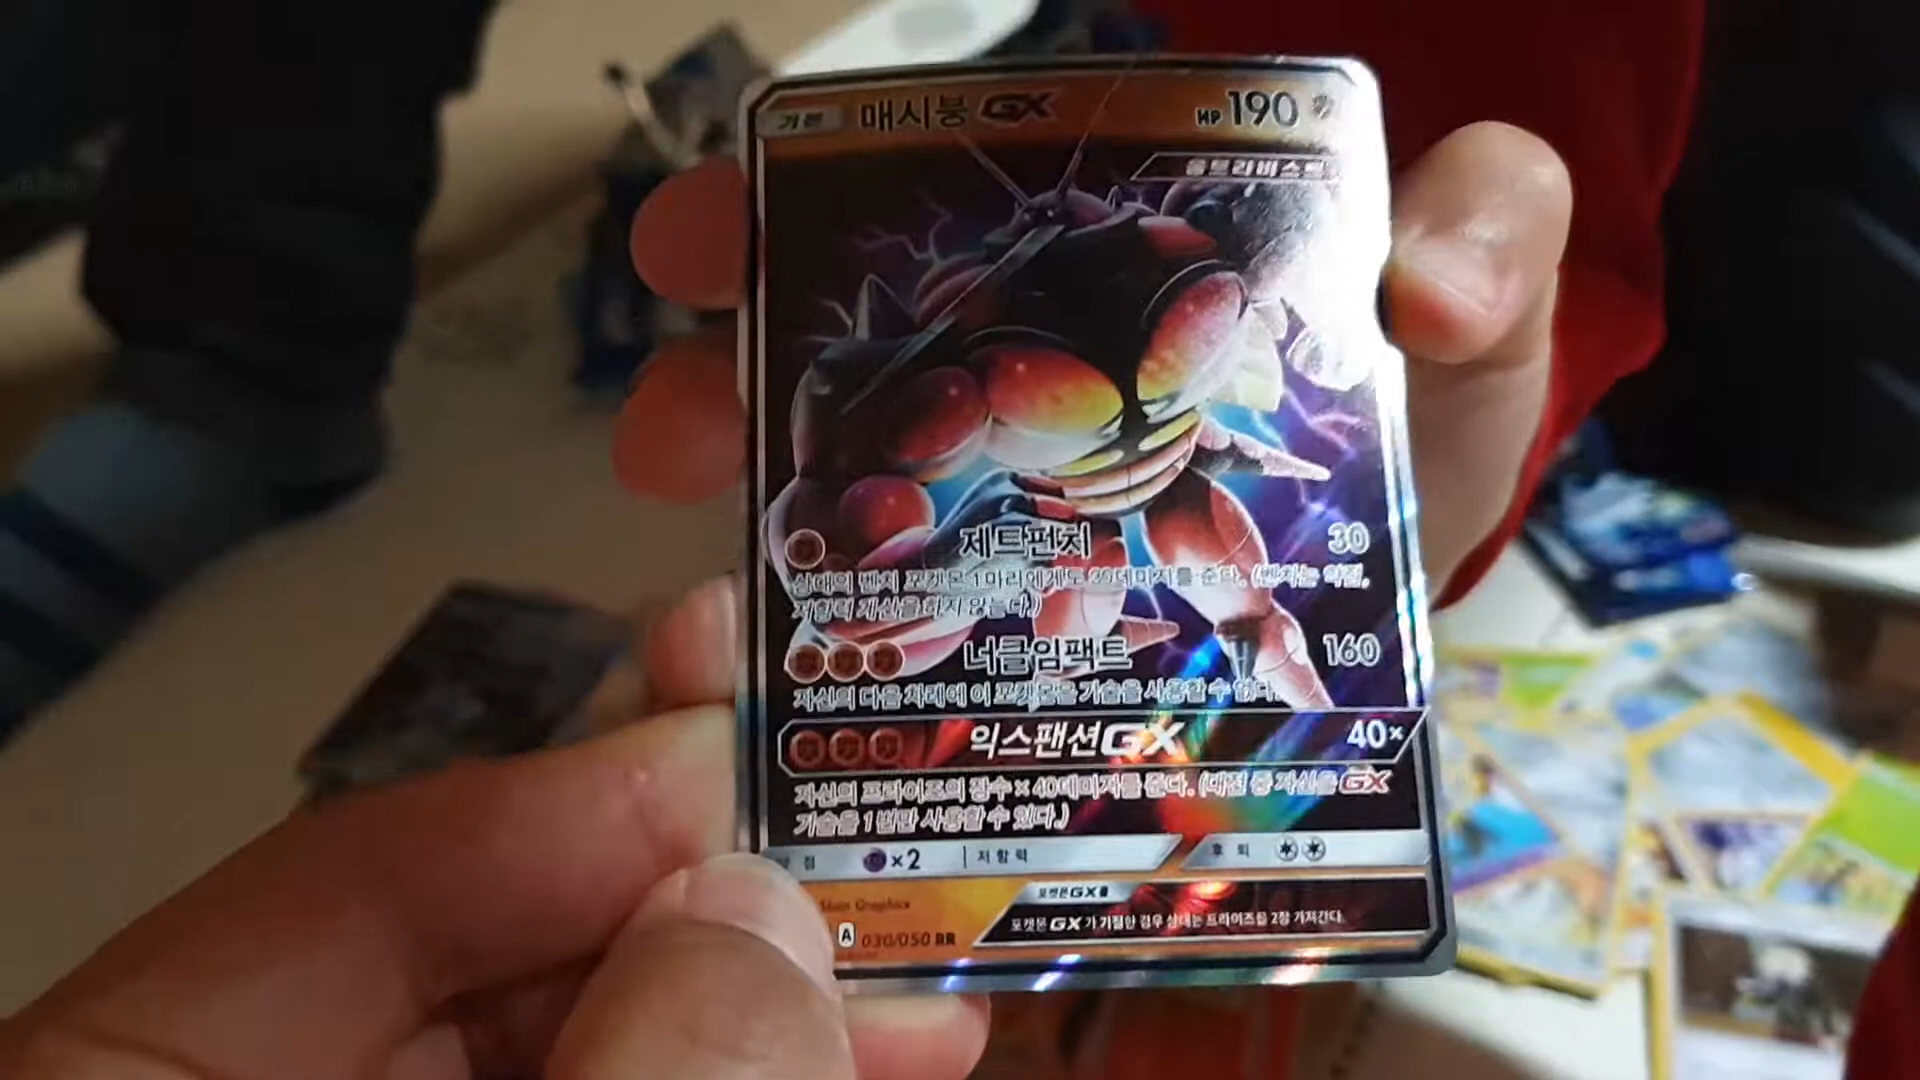 기본 매시붕GX HP190
울트라비스트
제트펀치 30
상대의 벤치 포켓몬 1마리에게도 30데미지를 준다. (벤치는 약점,
저항력 계산을 하지 않는다.)
너클임팩트 160
자신의 다음 차례에 이 포켓몬은 기술을 사용할 수 없다.
익스팬션GX 40×
자신의 프라이즈의 장수×40데미지를 준다. (대전 중 자신은 GX
기술을 1번만 사용할 수 있다.)
약점 ×2 저항력 후퇴
포켓몬GX룰
포켓몬GX가 기절한 경우 상대는 프라이즈를 2장 가져간다.
Graphics
A 030/050 RR